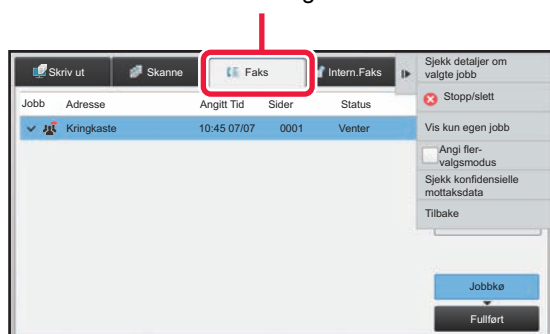 Skriv ut
Skanne
Faks
Intern.Faks
Sjekk detaljer om
valgte jobb
Jobb
Adresse
Angitt Tid
Sider
Status
Stopp/slett
Kringkaste
10:45 07/07
0001
Venter
Vis kun egen jobb
Angi fler-
valgsmodus
Sjekk konfidensielle
mottaksdata
Tilbake
Jobbkø
Fullført